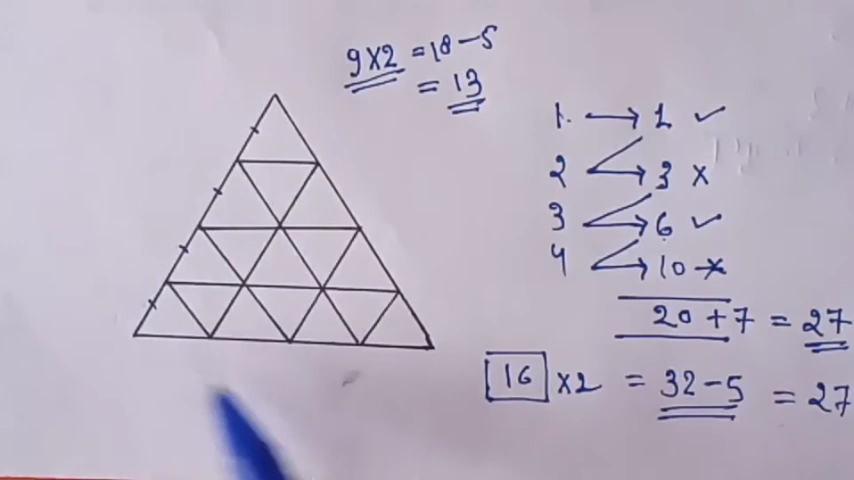 9x2 = 18 - 5
= 13
1 → 1 ✓
2 → 3 x
3 → 6 ✓
4 → 10 x
20 + 7 = 27
16 x2 = 32 - 5 = 27